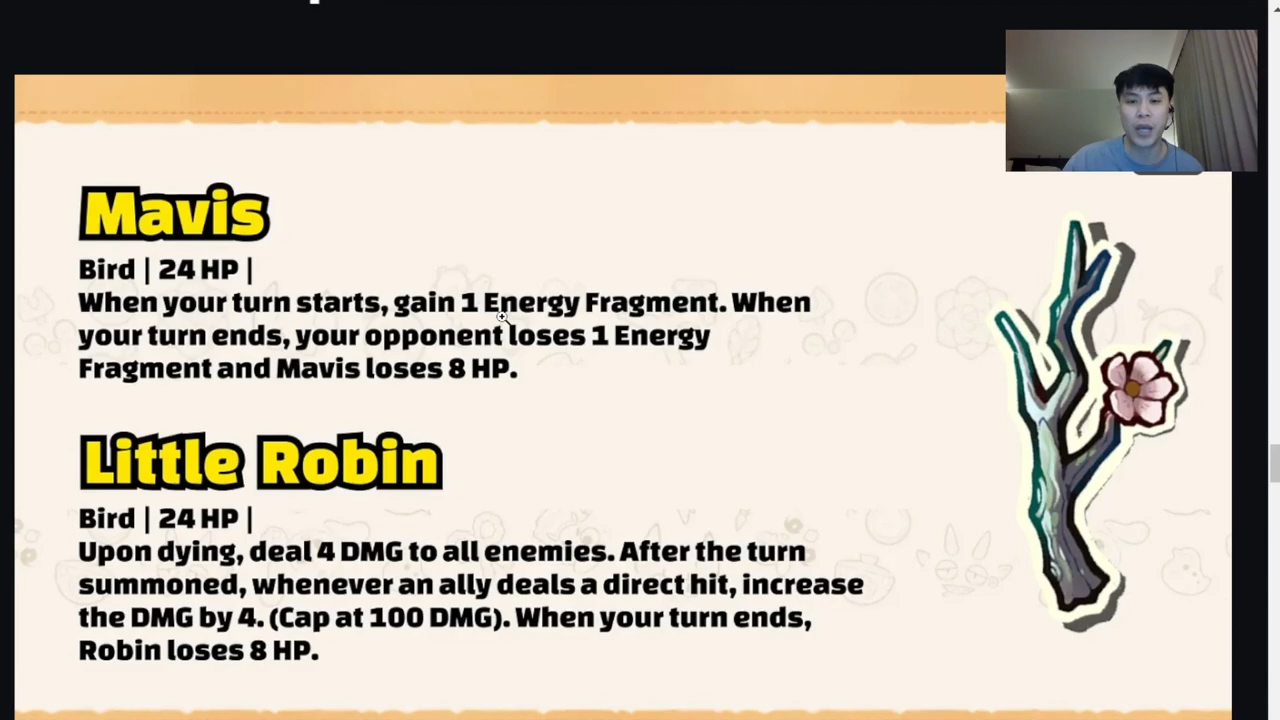 Mavis
Bird | 24 HP |
When your turn starts, gain 1 Energy Fragment. When
your turn ends, your opponent loses 1 Energy
Fragment and Mavis loses 8 HP.
Little Robin
Bird | 24 HP |
Upon dying, deal 4 DMG to all enemies. After the turn
summoned, whenever an ally deals a direct hit, increase
the DMG by 4. (Cap at 100 DMG). When your turn ends,
Robin loses 8 HP.